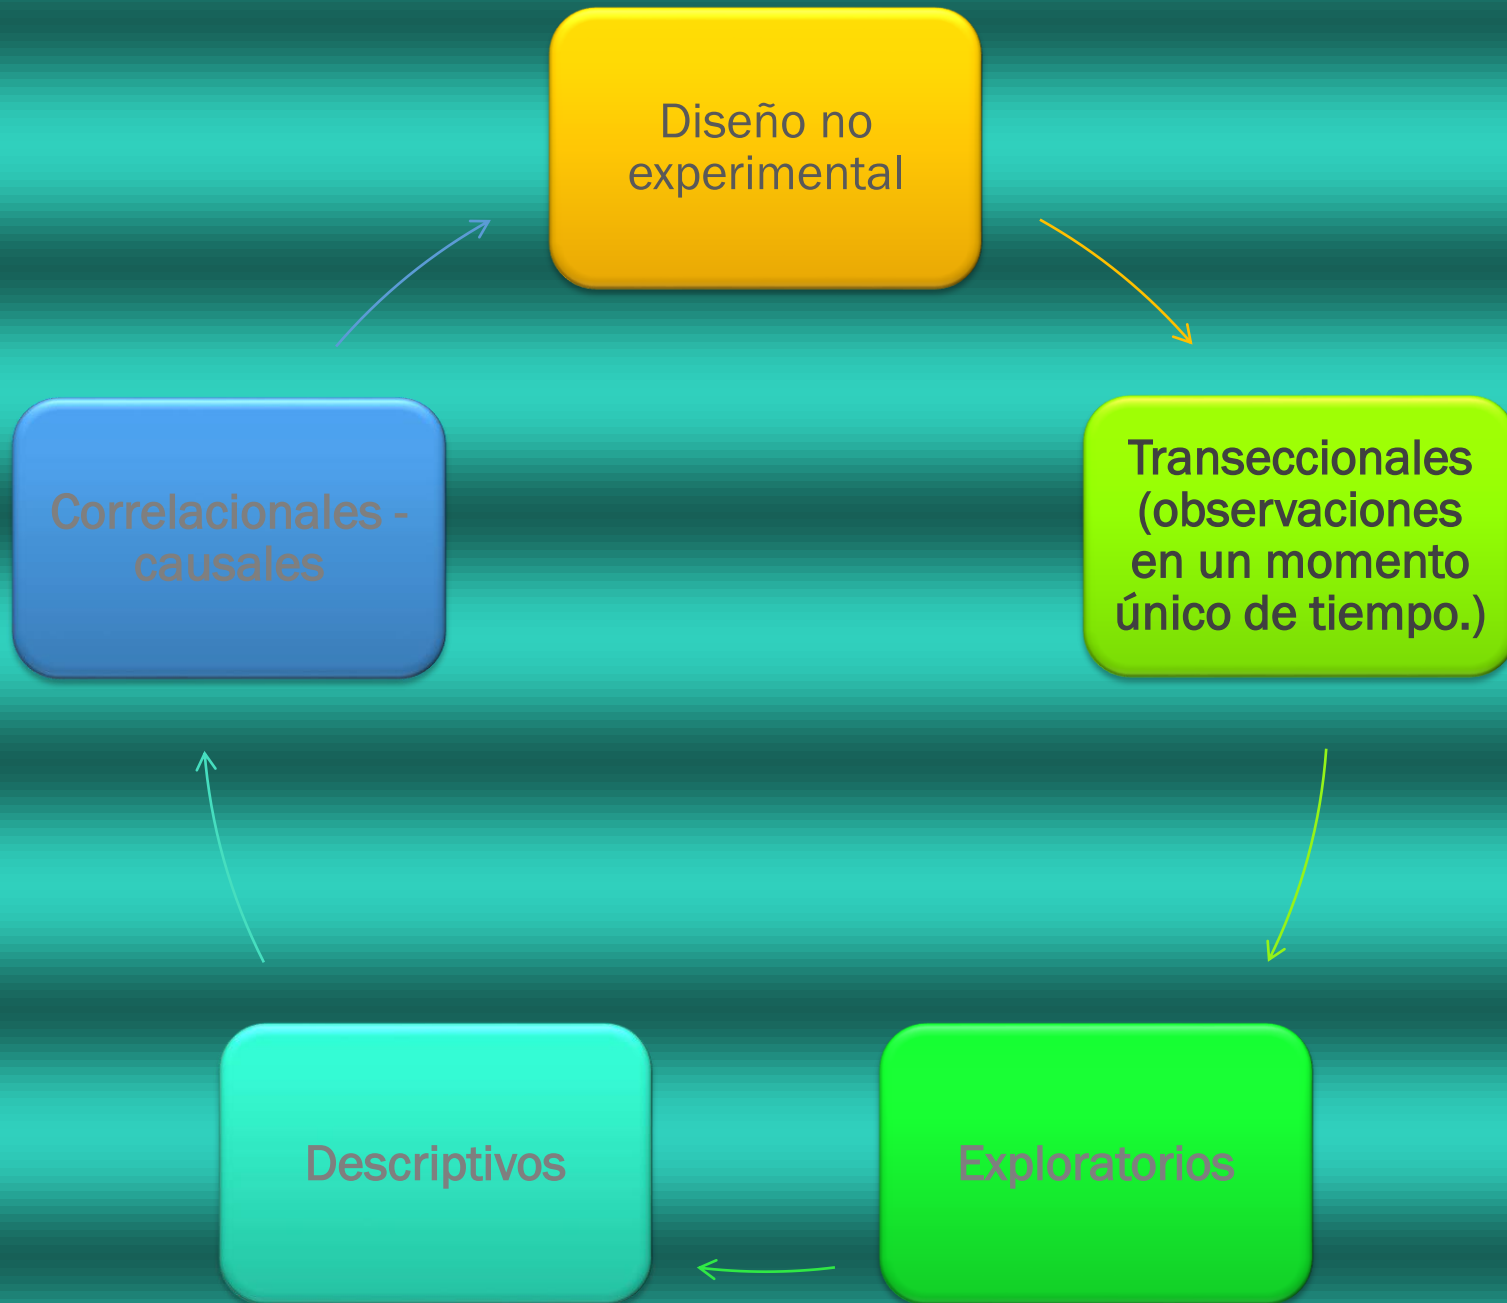 Diseño no
experimental
Transeccionales
(observaciones
en un momento
único de tiempo.)
Exploratorios
Descriptivos
Correlacionales -
causales